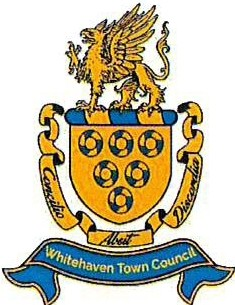 Concilio
Absit
Discordia
Whitehaven Town Council